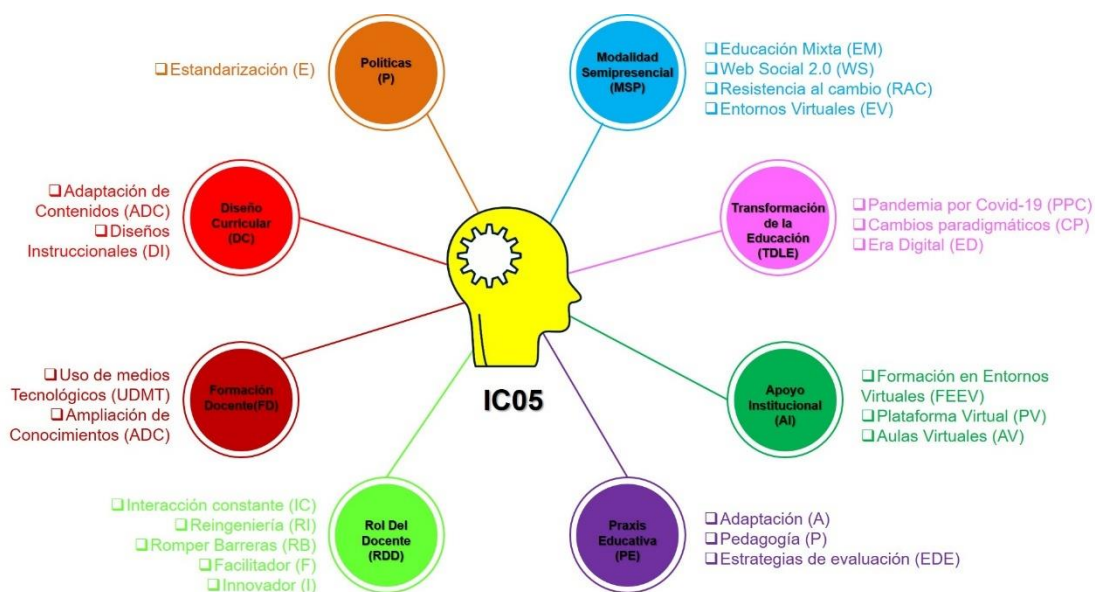 Políticas
(P)
❑Estandarización (E)
Modalidad
Semipresencial
(MSP)
❑Educación Mixta (EM)
❑Web Social 2.0 (WS)
❑Resistencia al cambio (RAC)
❑Entornos Virtuales (EV)
❑Adaptación de
Contenidos (ADC)
❑Diseños
Instruccionales (DI)
Diseño
Curricular
(DC)
Transformación
de la
Educación
(TDLE)
❑Pandemia por Covid-19 (PPC)
❑Cambios paradigmáticos (CP)
❑Era Digital (ED)
❑Uso de medios
Tecnológicos (UDMT)
❑Ampliación de
Conocimientos (ADC)
Formación
Docente(FD)
IC05
Apoyo
Institucional
(AI)
❑Formación en Entornos
Virtuales (FEEV)
❑Plataforma Virtual (PV)
❑Aulas Virtuales (AV)
❑Interacción constante (IC)
❑Reingeniería (RI)
❑Romper Barreras (RB)
❑Facilitador (F)
❑Innovador (I)
Rol Del
Docente
(RDD)
Praxis
Educativa
(PE)
❑Adaptación (A)
❑Pedagogía (P)
❑Estrategias de evaluación (EDE)